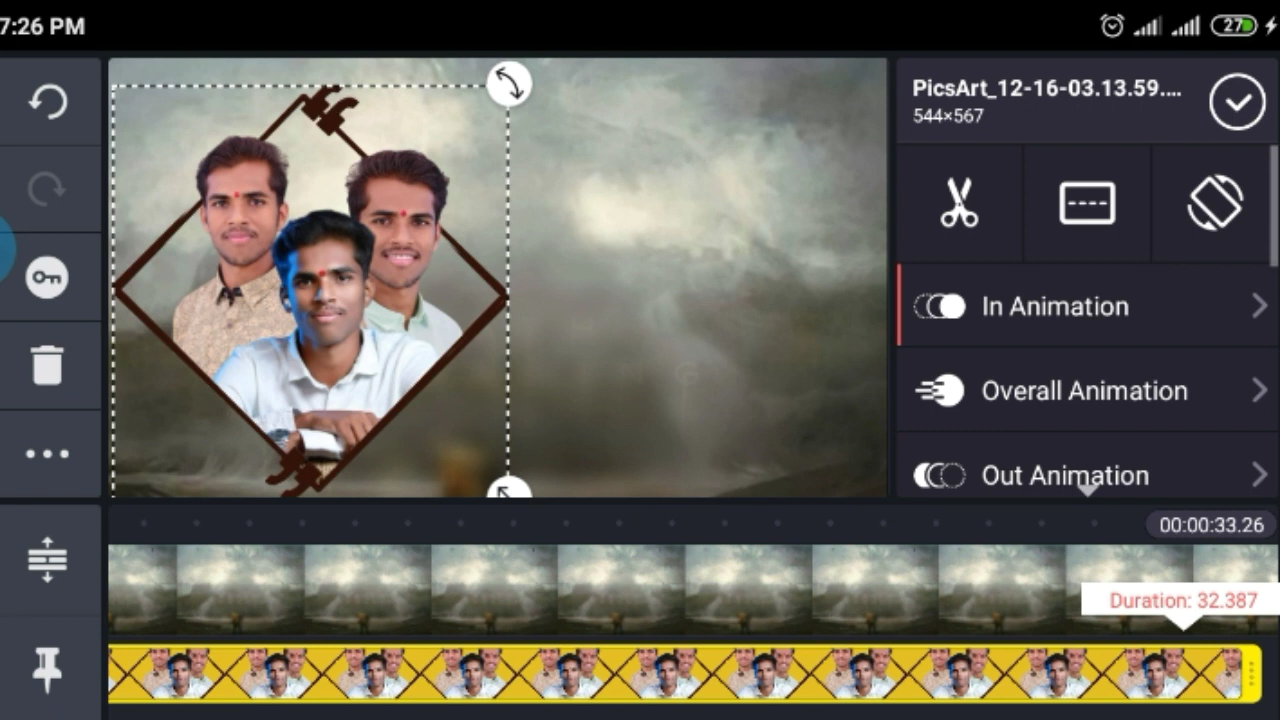 7:26 PM
27
PicsArt_12-16-03.13.59....
544×567
In Animation
Overall Animation
Out Animation
00:00:33.26
Duration: 32.387